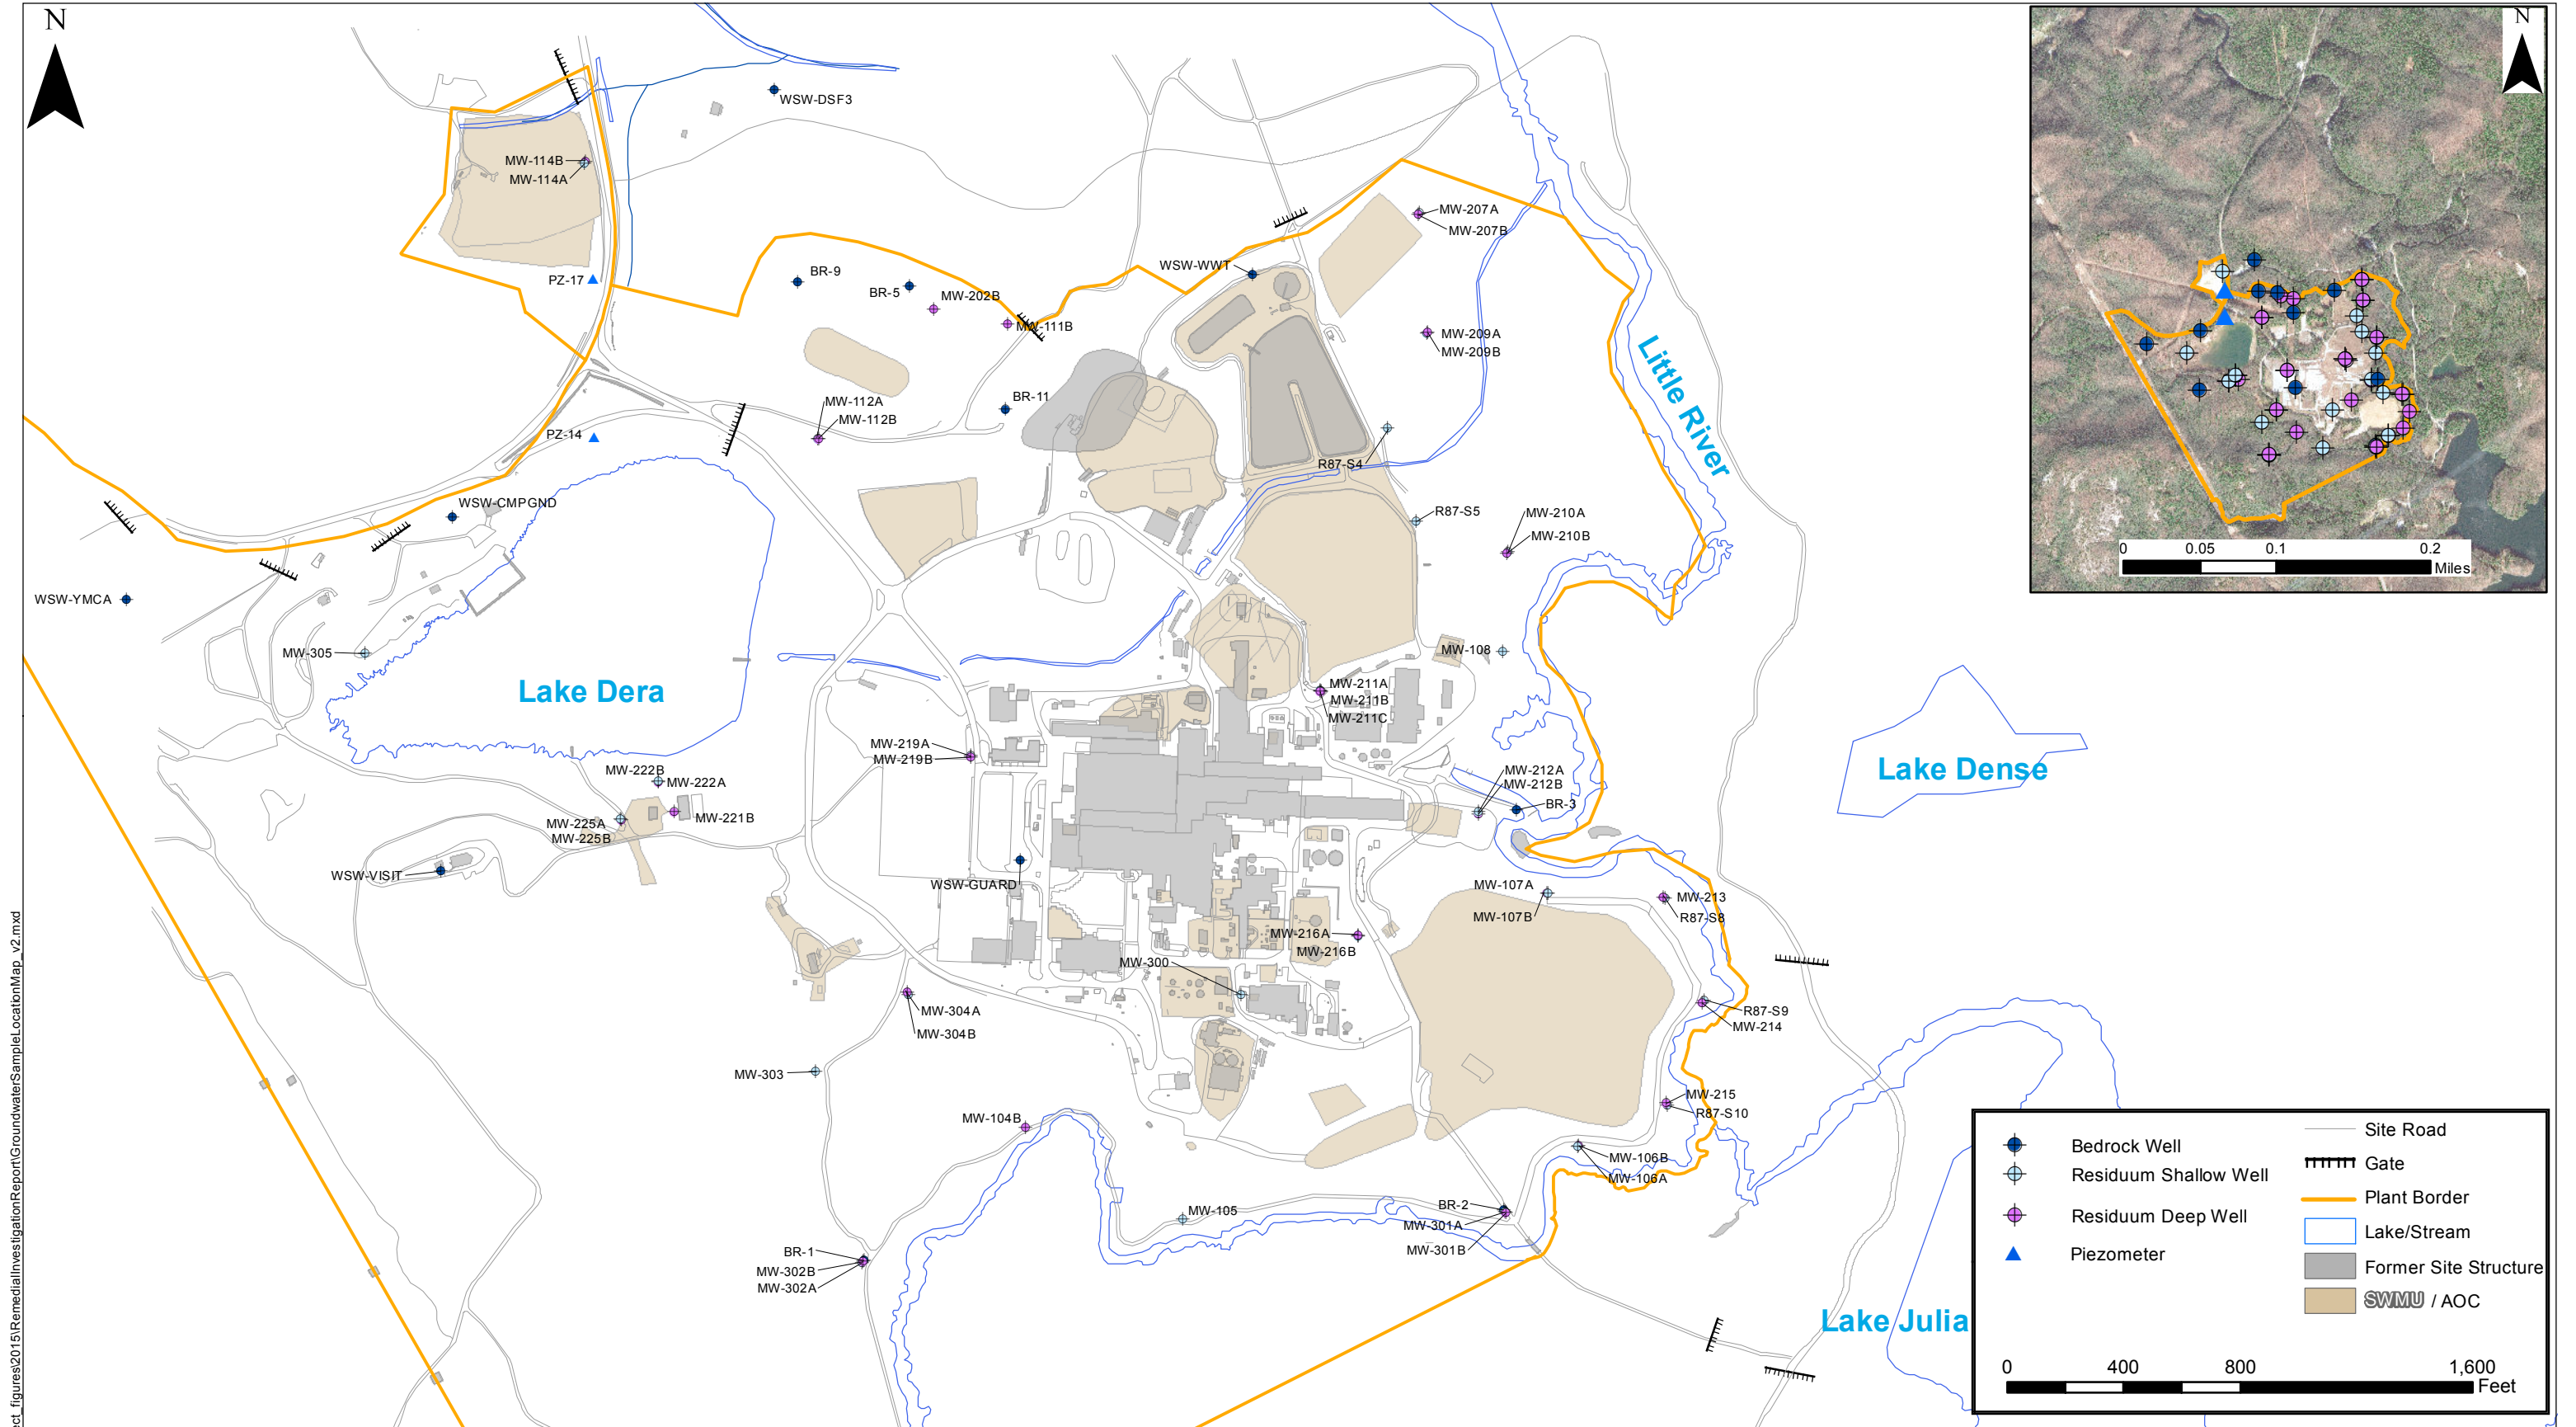 N
N
WSW-DSF3
MW-114B
MW-114A
MW-207A
MW-207B
WSW-WWT
BR-9
PZ-17
BR-5
MW-202B
MW-111B
MW-209A
MW-209B
BR-11
MW-112A
MW-112B
PZ-14
R87-S4
Little River
WSW-CMPGND
R87-S5
MW-210A
MW-210B
0 0.05 0.1 0.2
Miles
WSW-YMCA
MW-305
MW-108
Lake Dera
MW-211A
MW-211B
MW-211C
MW-219A
MW-219B
Lake Dense
MW-222B
MW-222A
MW-212A
MW-212B
BR-3
MW-225A
MW-221B
MW-225B
WSW-VISIT
WSW-GUARD
MW-107A
MW-107B
MW-213
R87-S8
MW-216A
MW-216B
MW-300
MW-304A
MW-304B
R87-S9
MW-214
MW-303
MW-215
R87-S10
MW-104B
MW-106B
MW-106A
MW-105
BR-2
MW-301A
MW-301B
BR-1
MW-302B
MW-302A
Lake Julia
Bedrock Well
Residuum Shallow Well
Residuum Deep Well
Piezometer
Site Road
Gate
Plant Border
Lake/Stream
Former Site Structure
SWMU / AOC
0 400 800 1,600
Feet
ect_figures\2015\RemedialInvestigationReport\GroundwaterSampleLocationMap_v2.mxd